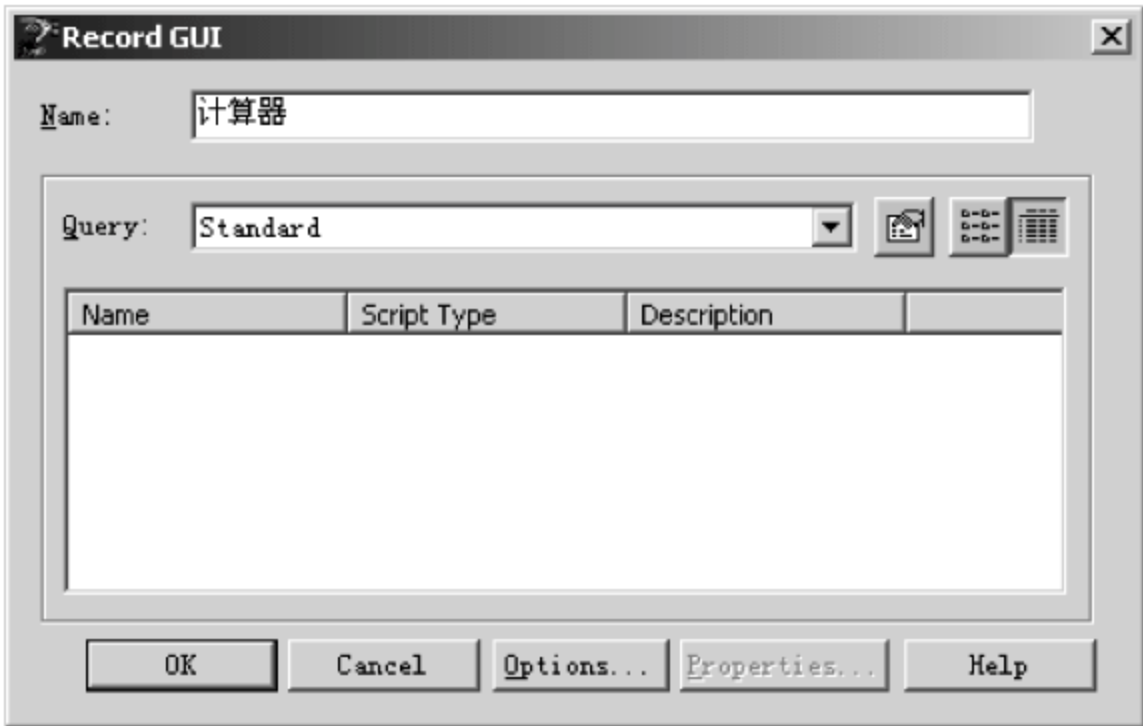 Record GUI
Name: 计算器
Query: Standard
Name Script Type Description
OK Cancel Options... Properties... Help